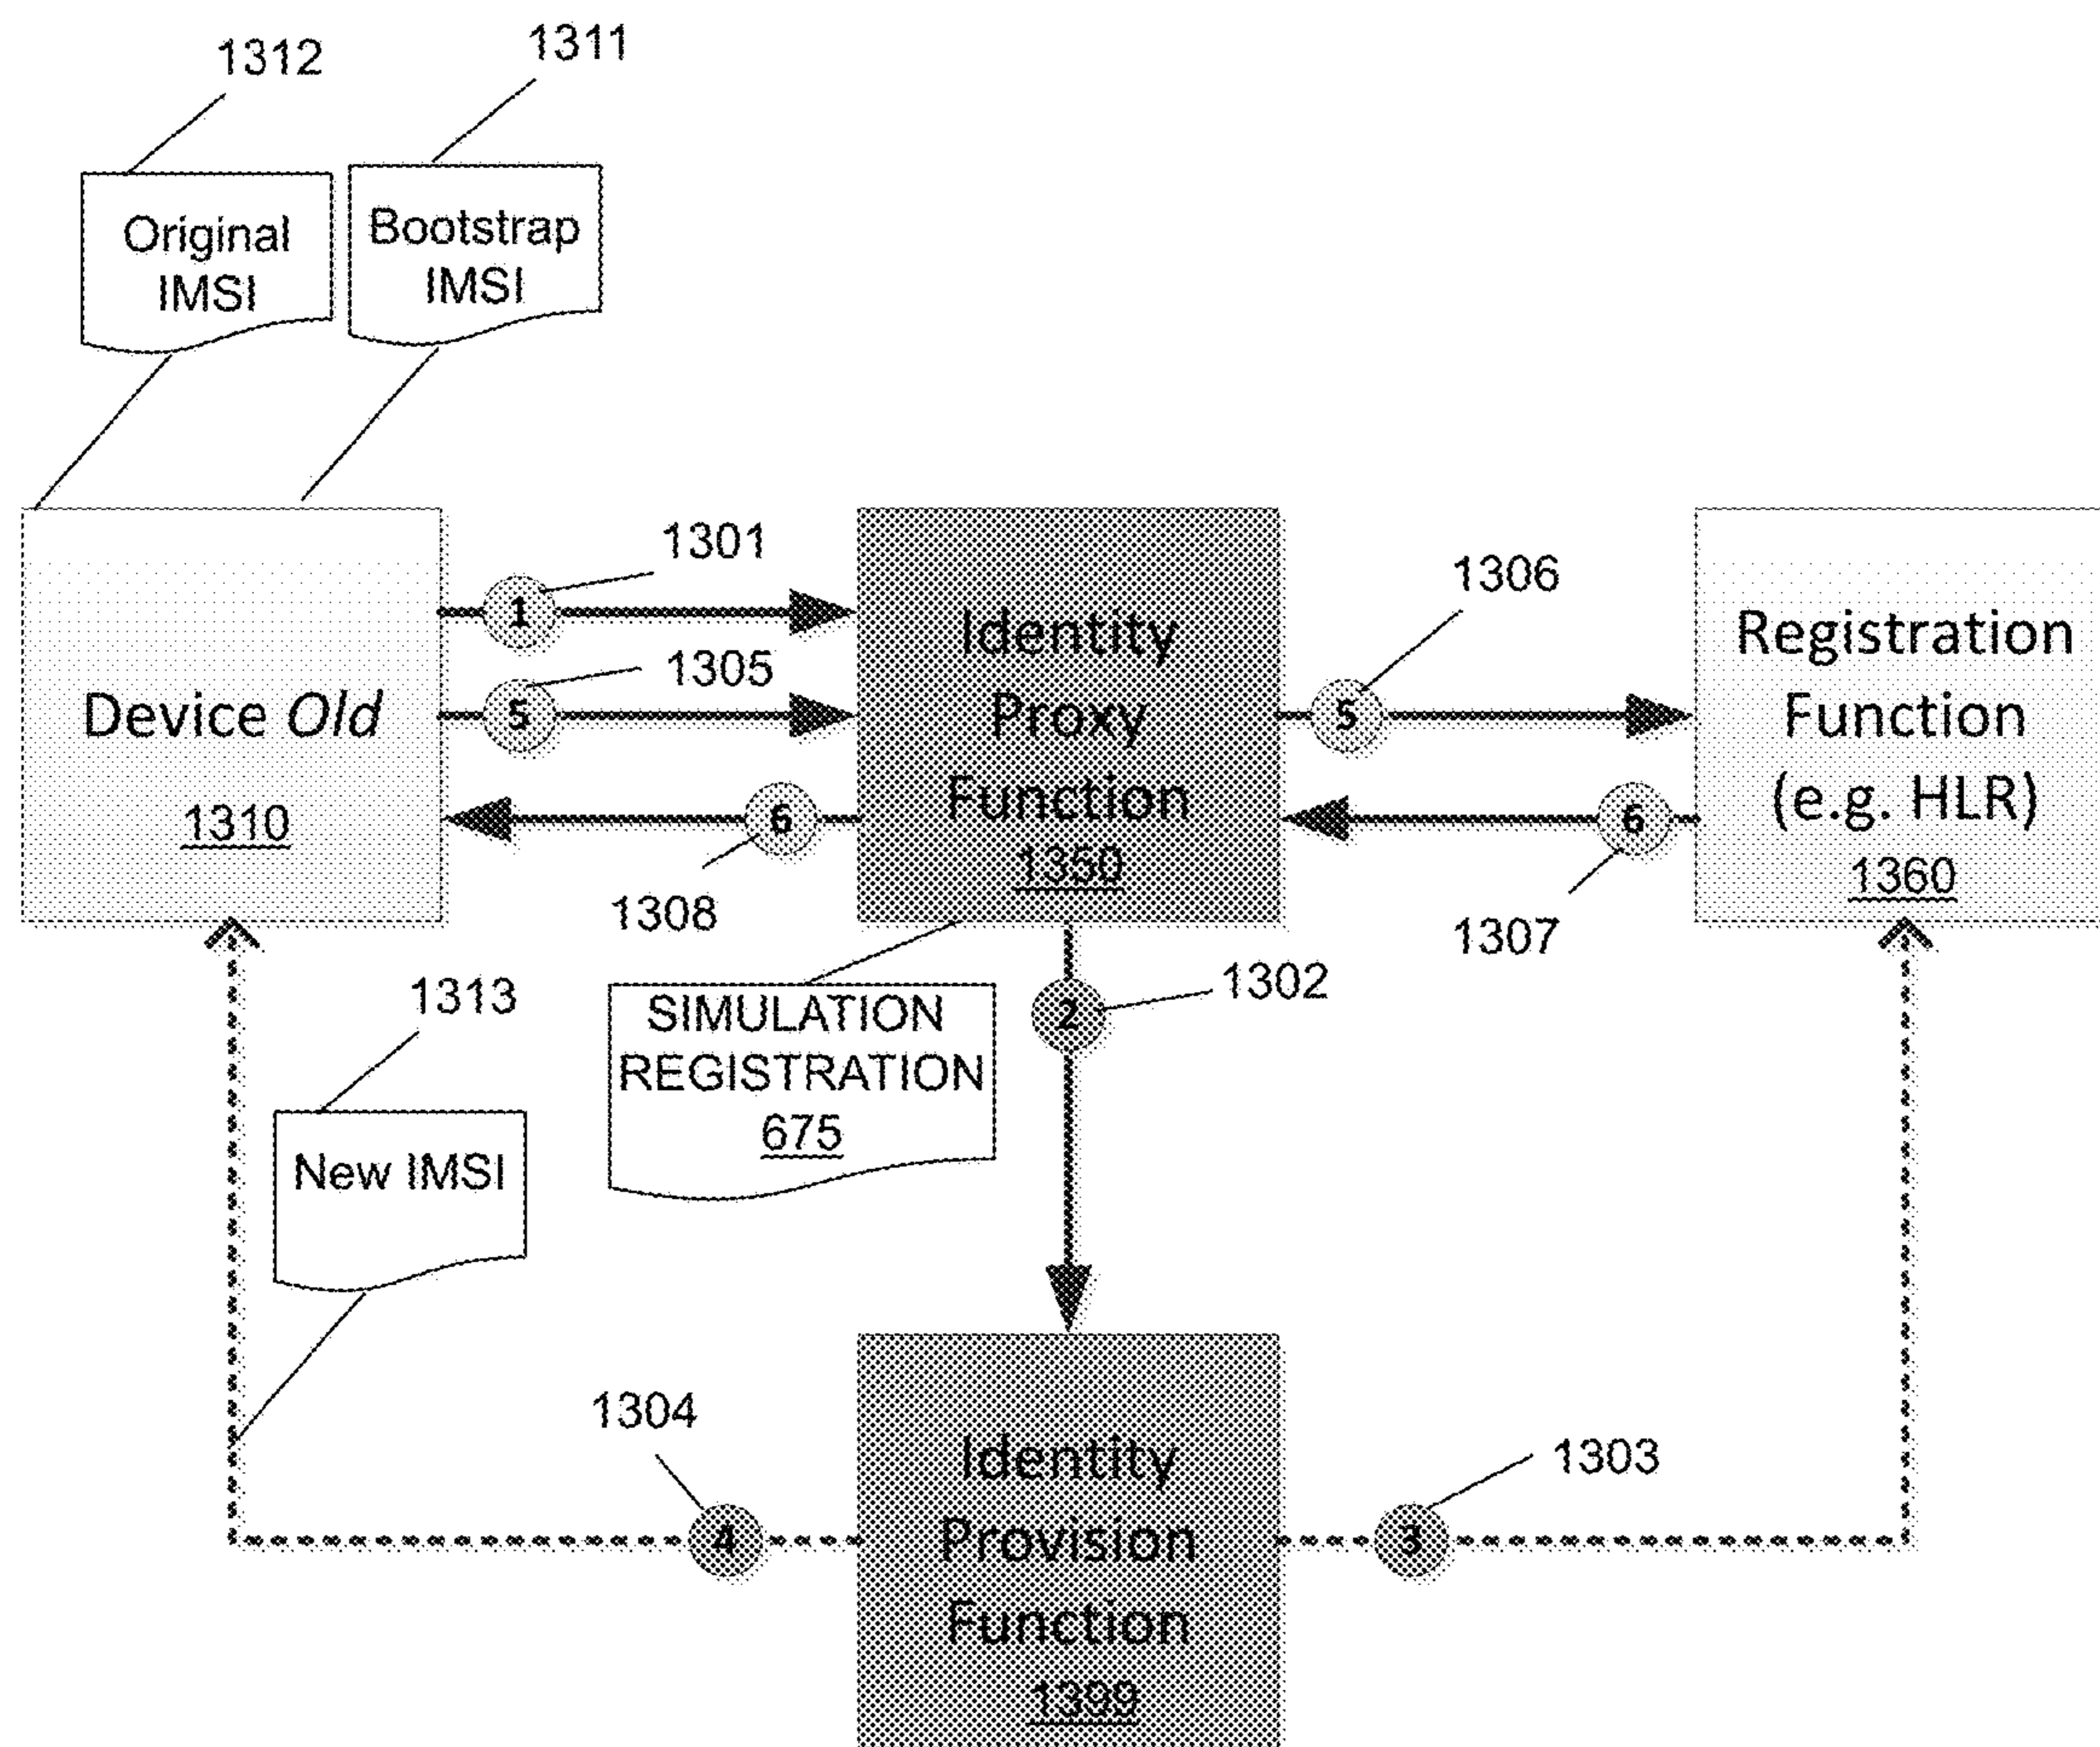 1312
1311
Original
IMSI
Bootstrap
IMSI
1301
1
1305
5
Device Old
1310
6
1308
Identity
Proxy
Function
1350
1306
5
Registration
Function
(e.g. HLR)
1360
6
1307
1313
New IMSI
SIMULATION
REGISTRATION
675
2
1302
1304
4
Identity
Provision
Function
1399
1303
3